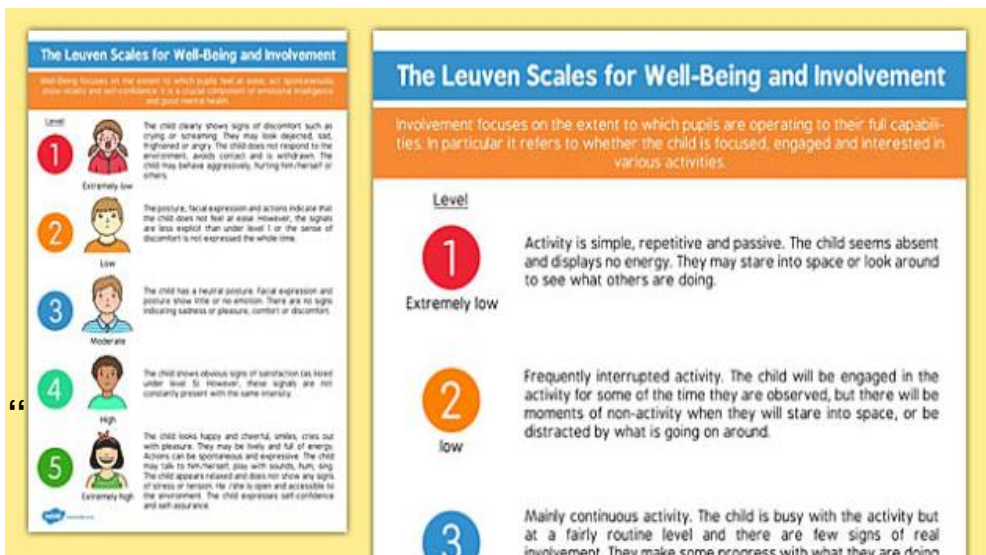 The Leuven Scales for Well-Being and Involvement
Well-Being focuses on the extent to which pupils feel at ease, act spontaneously,
show vitality and self-confidence. It is a crucial component of emotional intelligence
and good mental health.
Level
1
Extremely low
The child clearly shows signs of discomfort such as
crying or screaming. They may look dejected, sad,
frightened or angry. The child does not respond to the
environment, avoids contact and is withdrawn. The
child may behave aggressively, hurting him/herself or
others.
2
Low
The posture, facial expression and actions indicate that
the child does not feel at ease. However, the signals
are less explicit than under level 1 or the sense of
discomfort is not expressed the whole time.
3
Moderate
The child has a neutral posture. Facial expression and
posture show little or no emotion. There are no signs
indicating sadness or pleasure, comfort or discomfort.
“
4
High
The child shows obvious signs of satisfaction (as listed
under level 5). However, these signals are not
constantly present with the same intensity.
5
Extremely high
The child looks happy and cheerful, smiles, cries out
with pleasure. They may be lively and full of energy.
Actions can be spontaneous and expressive. The child
may talk to him/herself, play with sounds, hum, sing.
The child appears relaxed and does not show any signs
of stress or tension. He /she is open and accessible to
the environment. The child expresses self-confidence
and self-assurance.
The Leuven Scales for Well-Being and Involvement
Involvement focuses on the extent to which pupils are operating to their full capabili-
ties. In particular it refers to whether the child is focused, engaged and interested in
various activities.
Level
1
Extremely low
Activity is simple, repetitive and passive. The child seems absent
and displays no energy. They may stare into space or look around
to see what others are doing.
2
low
Frequently interrupted activity. The child will be engaged in the
activity for some of the time they are observed, but there will be
moments of non-activity when they will stare into space, or be
distracted by what is going on around.
3
Mainly continuous activity. The child is busy with the activity but
at a fairly routine level and there are few signs of real
involvement. They make some progress with what they are doing